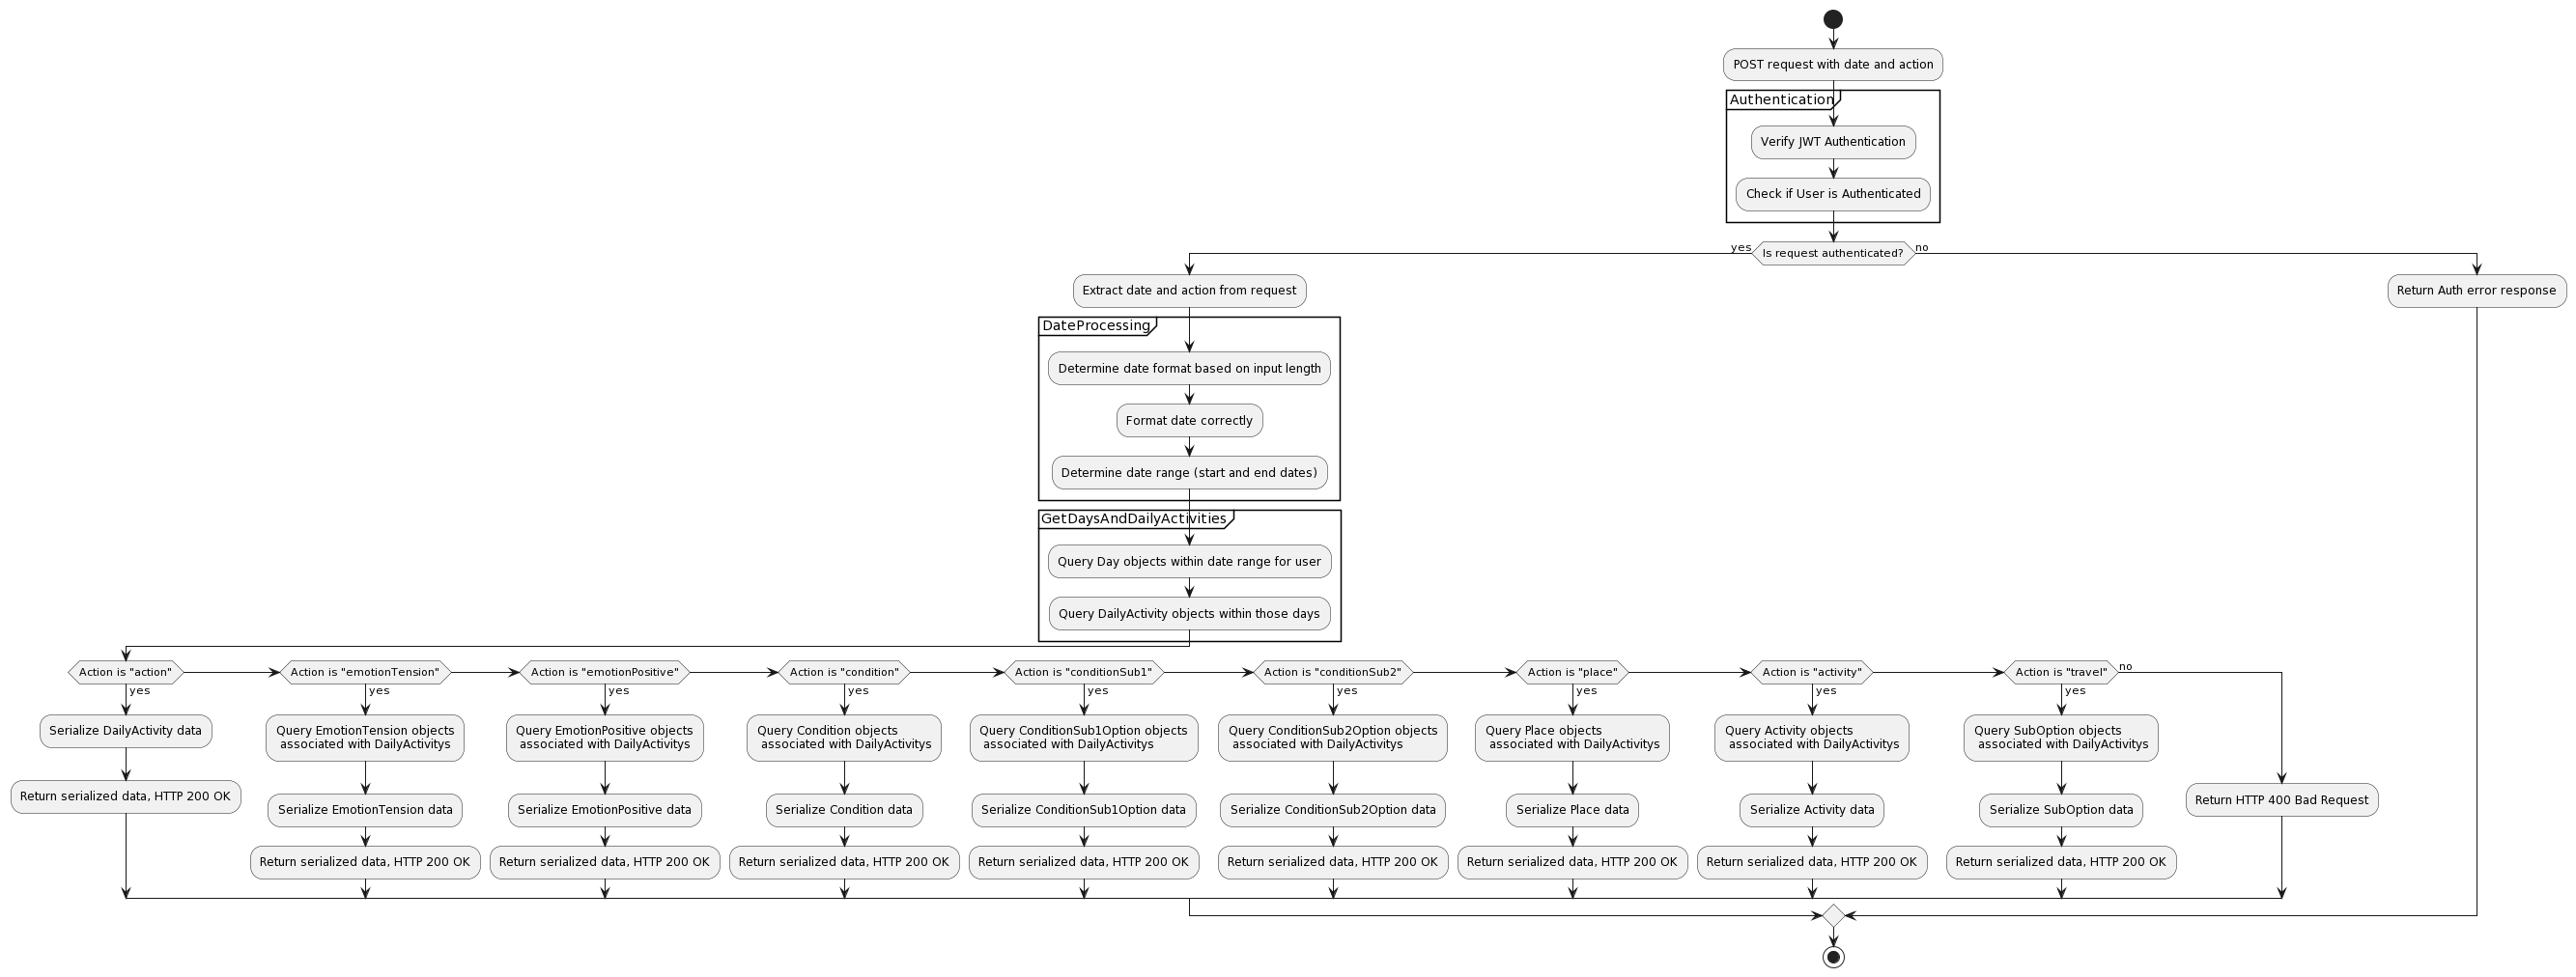 POST request with date and action
Authentication
Verify JWT Authentication
Check if User is Authenticated
yes
Is request authenticated?
no
Extract date and action from request
Return Auth error response
DateProcessing
Determine date format based on input length
Format date correctly
Determine date range (start and end dates)
GetDaysAndDailyActivities
Query Day objects within date range for user
Query DailyActivity objects within those days
Action is "action"
yes
Serialize DailyActivity data
Return serialized data, HTTP 200 OK
Action is "emotionTension"
yes
Query EmotionTension objects
associated with DailyActivitys
Serialize EmotionTension data
Return serialized data, HTTP 200 OK
Action is "emotionPositive"
yes
Query EmotionPositive objects
associated with DailyActivitys
Serialize EmotionPositive data
Return serialized data, HTTP 200 OK
Action is "condition"
yes
Query Condition objects
associated with DailyActivitys
Serialize Condition data
Return serialized data, HTTP 200 OK
Action is "conditionSub1"
yes
Query ConditionSub1Option objects
associated with DailyActivitys
Serialize ConditionSub1Option data
Return serialized data, HTTP 200 OK
Action is "conditionSub2"
yes
Query ConditionSub2Option objects
associated with DailyActivitys
Serialize ConditionSub2Option data
Return serialized data, HTTP 200 OK
Action is "place"
yes
Query Place objects
associated with DailyActivitys
Serialize Place data
Return serialized data, HTTP 200 OK
Action is "activity"
yes
Query Activity objects
associated with DailyActivitys
Serialize Activity data
Return serialized data, HTTP 200 OK
Action is "travel"
no
yes
Query SubOption objects
associated with DailyActivitys
Serialize SubOption data
Return serialized data, HTTP 200 OK
Return HTTP 400 Bad Request